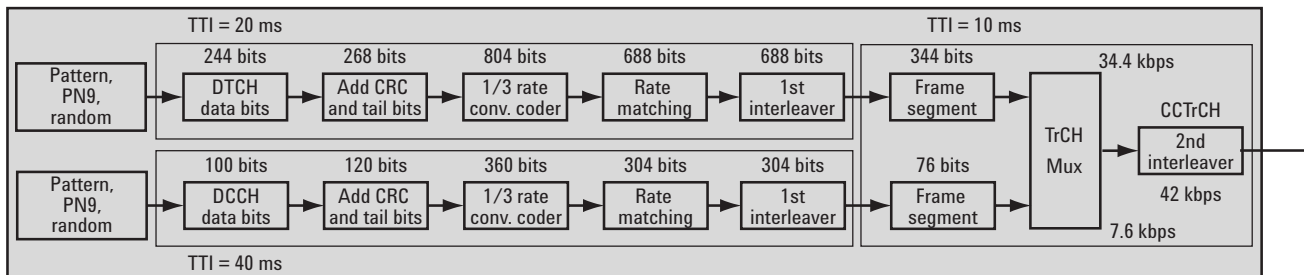 TTI = 20 ms
TTI = 10 ms
244 bits
268 bits
804 bits
688 bits
688 bits
344 bits
34.4 kbps
Pattern,
PN9,
random
DTCH
data bits
Add CRC
and tail bits
1/3 rate
conv. coder
Rate
matching
1st
interleaver
Frame
segment
TrCH
Mux
CCTrCH
2nd
interleaver
42 kbps
100 bits
120 bits
360 bits
304 bits
304 bits
76 bits
Pattern,
PN9,
random
DCCH
data bits
Add CRC
and tail bits
1/3 rate
conv. coder
Rate
matching
1st
interleaver
Frame
segment
7.6 kbps
TTI = 40 ms